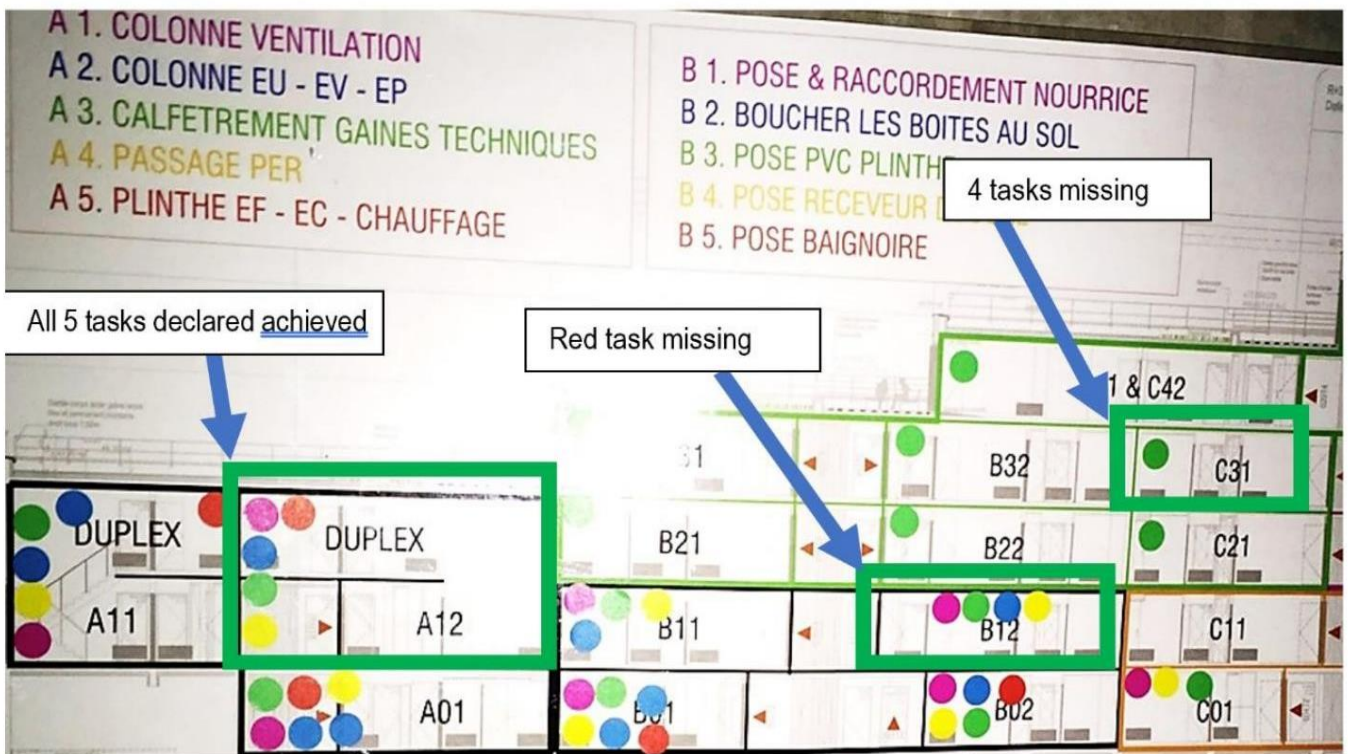 A 1. COLONNE VENTILATION
A 2. COLONNE EU - EV - EP
A 3. CALFETREMENT GAINES TECHNIQUES
A 4. PASSAGE PER
A 5. PLINTHE EF - EC - CHAUFFAGE
B 1. POSE & RACCORDEMENT NOURRICE
B 2. BOUCHER LES BOITES AU SOL
B 3. POSE PVC PLINTHE
B 4. POSE RECEVEUR
B 5. POSE BAIGNOIRE
4 tasks missing
All 5 tasks declared achieved
Red task missing
1 & C42
31
B32
C31
DUPLEX
DUPLEX
B21
B22
C21
A11
A12
B11
B12
C11
A01
B01
B02
C01